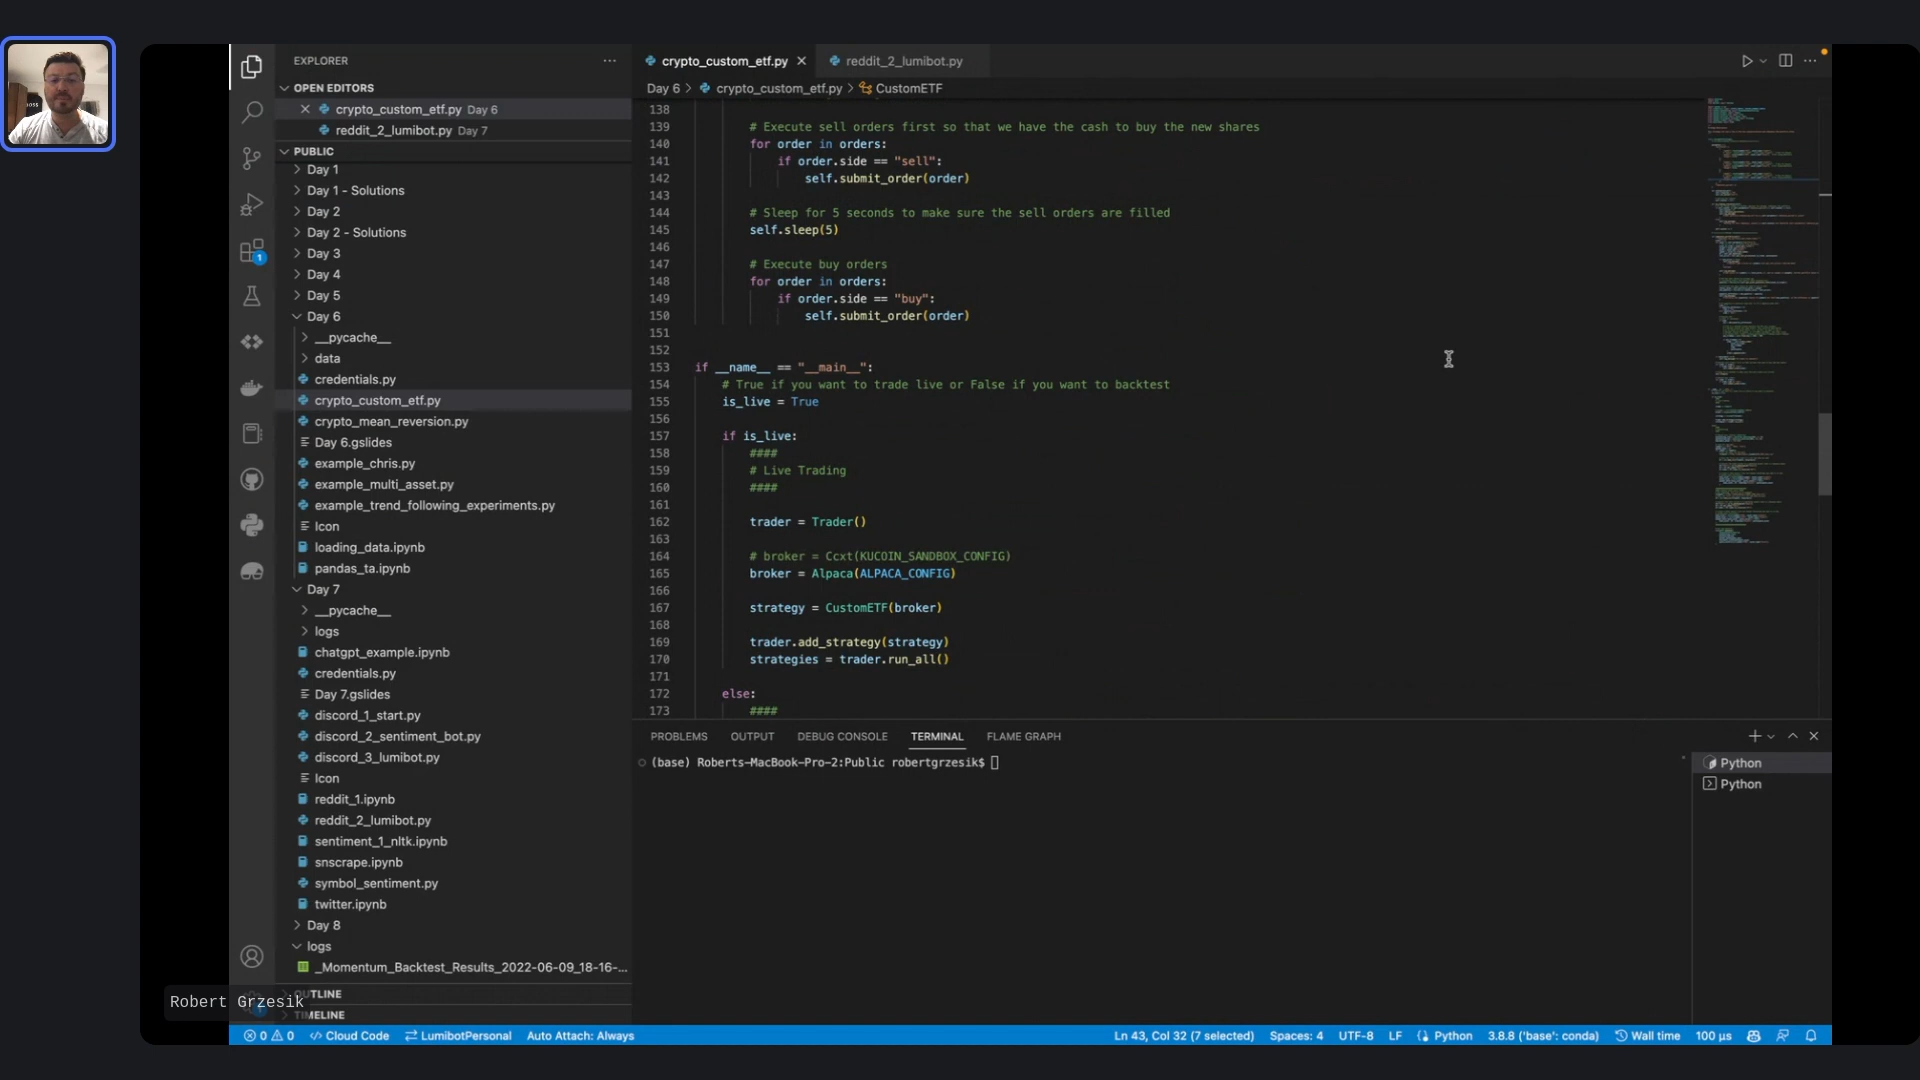 EXPLORER
OPEN EDITORS
crypto_custom_etf.py Day 6
reddit_2_lumibot.py Day 7
PUBLIC
Day 1
Day 1 - Solutions
Day 2
Day 2 - Solutions
Day 3
Day 4
Day 5
Day 6
__pycache__
data
credentials.py
crypto_custom_etf.py
crypto_mean_reversion.py
Day 6.gslides
example_chris.py
example_multi_asset.py
example_trend_following_experiments.py
Icon
loading_data.ipynb
pandas_ta.ipynb
Day 7
__pycache__
logs
chatgpt_example.ipynb
credentials.py
Day 7.gslides
discord_1_start.py
discord_2_sentiment_bot.py
discord_3_lumibot.py
Icon
reddit_1.ipynb
reddit_2_lumibot.py
sentiment_1_nltk.ipynb
snscrape.ipynb
symbol_sentiment.py
twitter.ipynb
Day 8
logs
_Momentum_Backtest_Results_2022-06-09_18-16-...
OUTLINE
TIMELINE
Robert Grzesik
1
crypto_custom_etf.py reddit_2_lumibot.py
Day 6 > crypto_custom_etf.py > CustomETF
138
139 # Execute sell orders first so that we have the cash to buy the new shares
140 for order in orders:
141 if order.side == "sell":
142 self.submit_order(order)
143
144 # Sleep for 5 seconds to make sure the sell orders are filled
145 self.sleep(5)
146
147 # Execute buy orders
148 for order in orders:
149 if order.side == "buy":
150 self.submit_order(order)
151
152
153 if __name__ == "__main__":
154 # True if you want to trade live or False if you want to backtest
155 is_live = True
156
157 if is_live:
158 ####
159 # Live Trading
160 ####
161
162 trader = Trader()
163
164 # broker = Ccxt(KUCOIN_SANDBOX_CONFIG)
165 broker = Alpaca(ALPACA_CONFIG)
166
167 strategy = CustomETF(broker)
168
169 trader.add_strategy(strategy)
170 strategies = trader.run_all()
171
172 else:
173 ####
PROBLEMS OUTPUT DEBUG CONSOLE TERMINAL FLAME GRAPH
(base) Roberts-MacBook-Pro-2:Public robertgrzesik$
Python
Python
0 0 Cloud Code LumibotPersonal Auto Attach: Always
Ln 43, Col 32 (7 selected) Spaces: 4 UTF-8 LF Python 3.8.8 ('base': conda) Wall time 100 µs